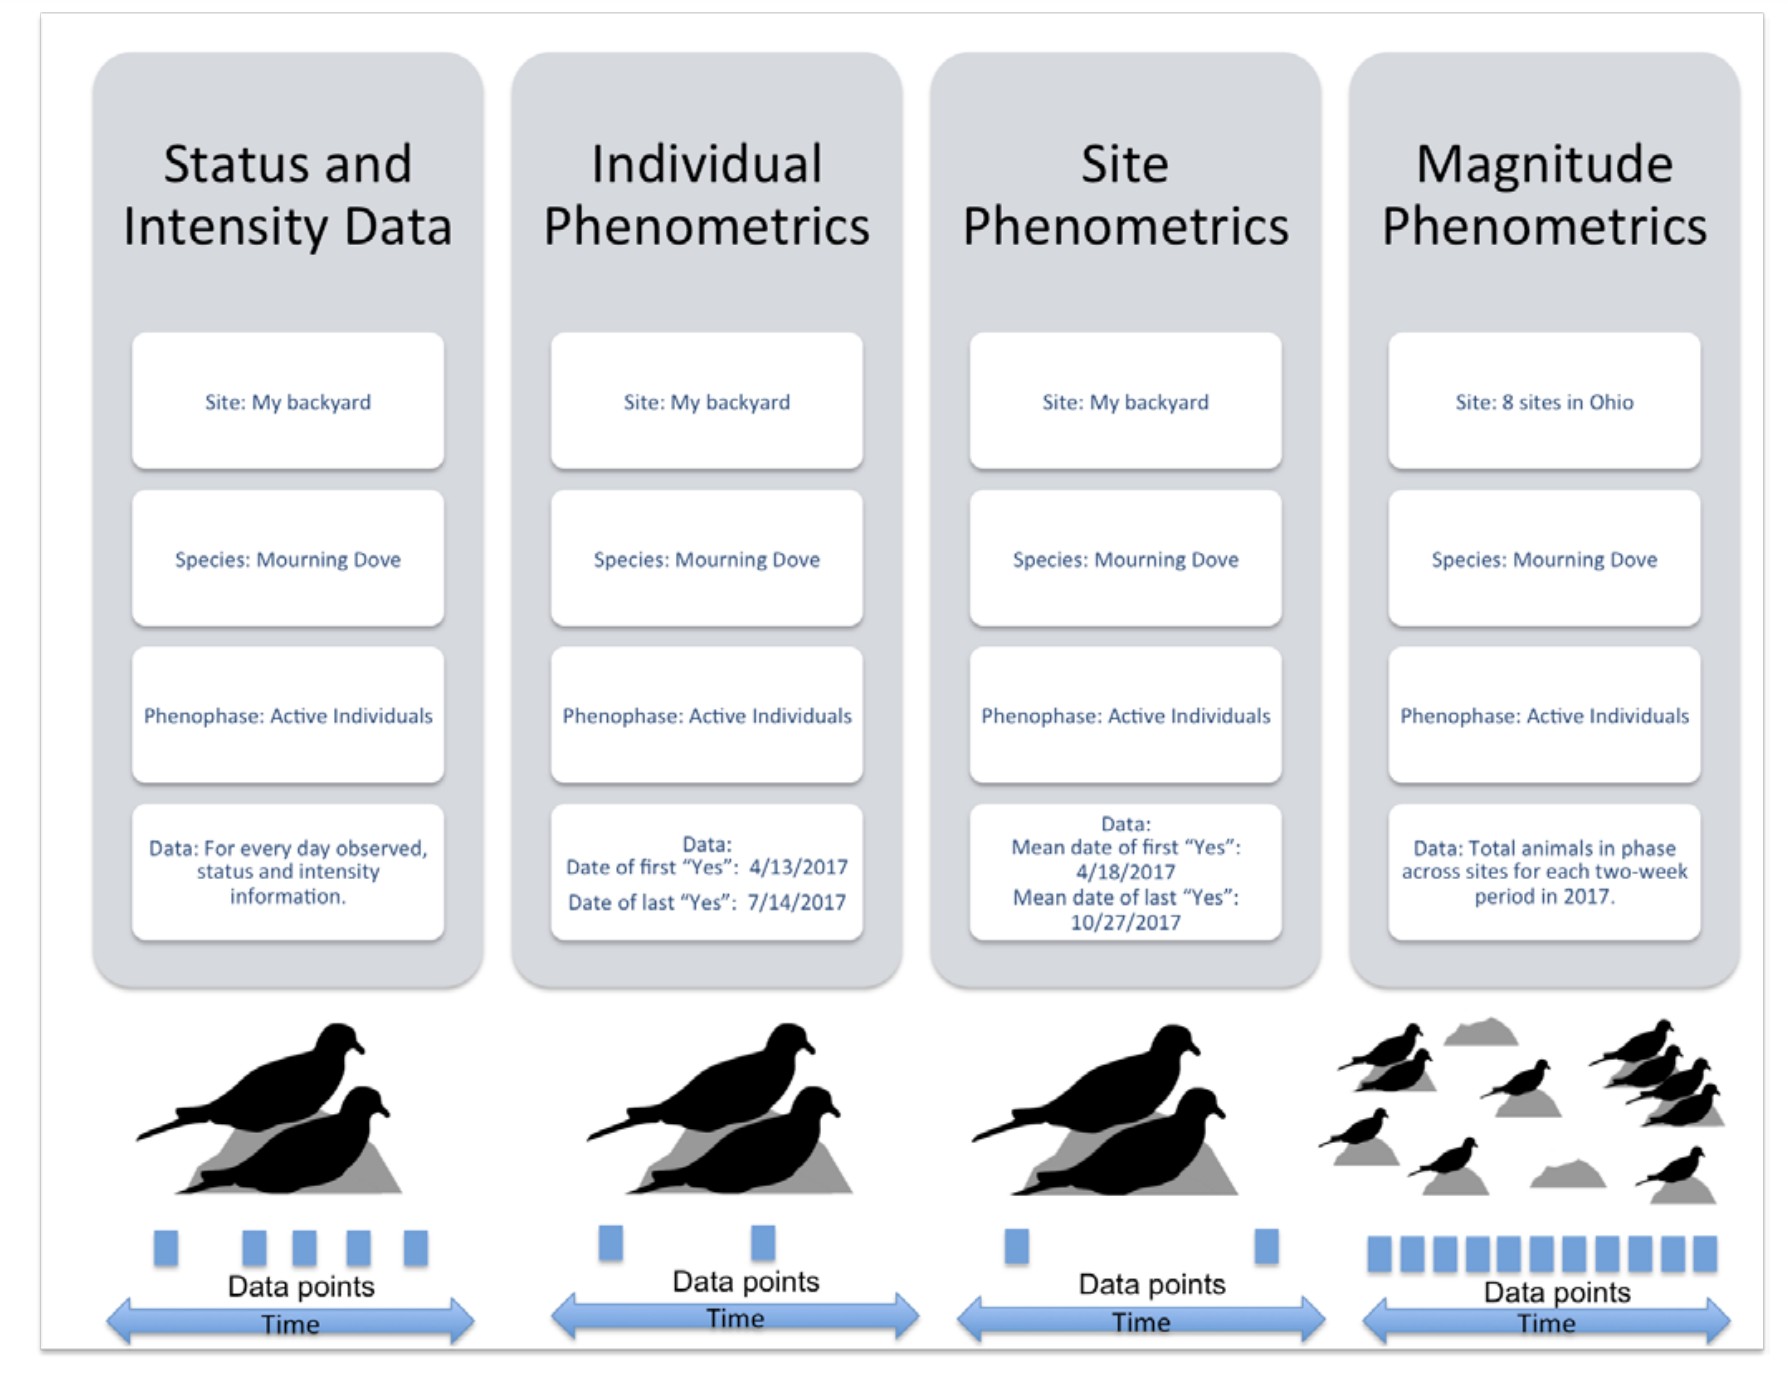 Status and
Intensity Data
Site: My backyard
Species: Mourning Dove
Phenophase: Active Individuals
Data: For every day observed,
status and intensity
information.
Data points
Time
Individual
Phenometrics
Site: My backyard
Species: Mourning Dove
Phenophase: Active Individuals
Data:
Date of first “Yes”: 4/13/2017
Date of last “Yes”: 7/14/2017
Data points
Time
Site
Phenometrics
Site: My backyard
Species: Mourning Dove
Phenophase: Active Individuals
Data:
Mean date of first “Yes”:
4/18/2017
Mean date of last “Yes”:
10/27/2017
Data points
Time
Magnitude
Phenometrics
Site: 8 sites in Ohio
Species: Mourning Dove
Phenophase: Active Individuals
Data: Total animals in phase
across sites for each two-week
period in 2017.
Data points
Time